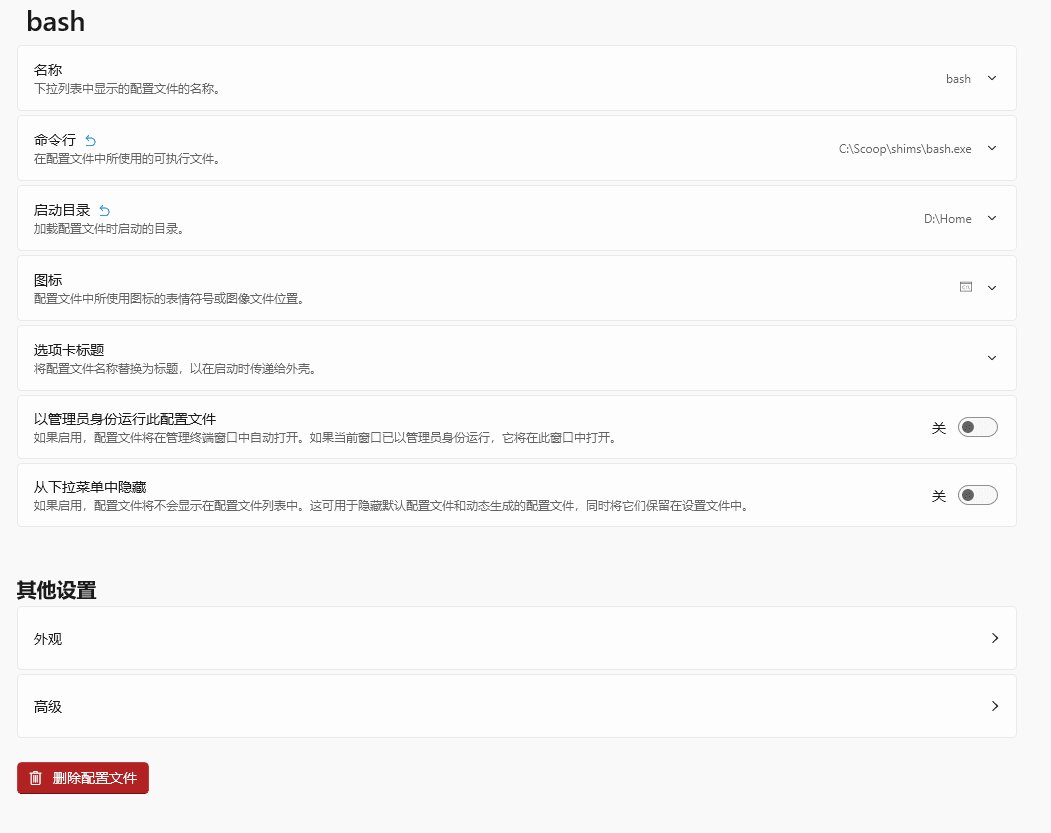 bash
名称
下拉列表中显示的配置文件的名称。
bash
命令行
在配置文件中所使用的可执行文件。
C:\Scoop\shims\bash.exe
启动目录
加载配置文件时启动的目录。
D:\Home
图标
配置文件中所使用图标的表情符号或图像文件位置。
选项卡标题
将配置文件名称替换为标题，以在启动时传递给外壳。
以管理员身份运行此配置文件
如果启用，配置文件将在管理终端窗口中自动打开。如果当前窗口已以管理员身份运行，它将在此窗口中打开。
关
从下拉菜单中隐藏
如果启用，配置文件将不会显示在配置文件列表中。这可用于隐藏默认配置文件和动态生成的配置文件，同时将它们保留在设置文件中。
关
其他设置
外观
高级
删除配置文件